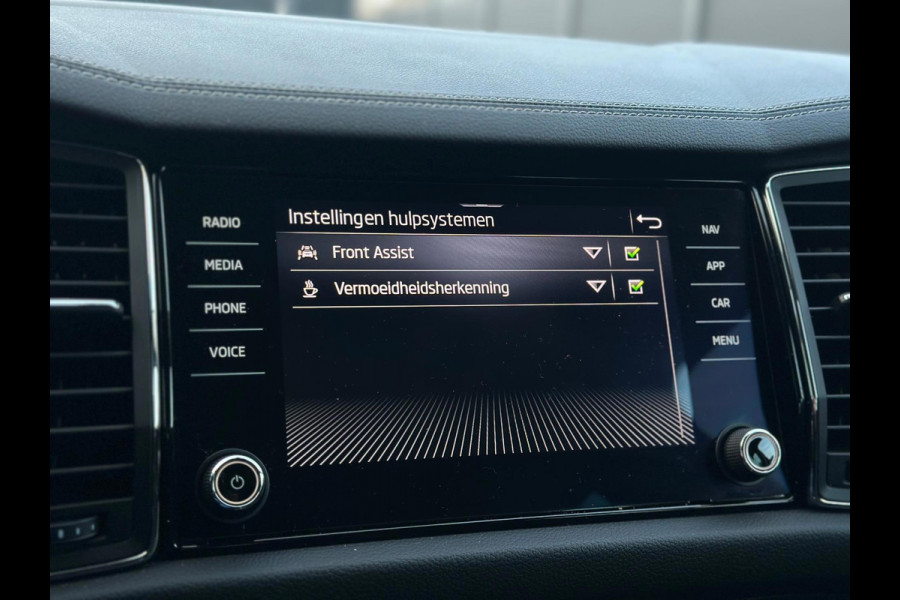 Instellingen hulpsystemen
Front Assist
Vermoeidheidsherkenning
RADIO
MEDIA
PHONE
VOICE
NAV
APP
CAR
MENU